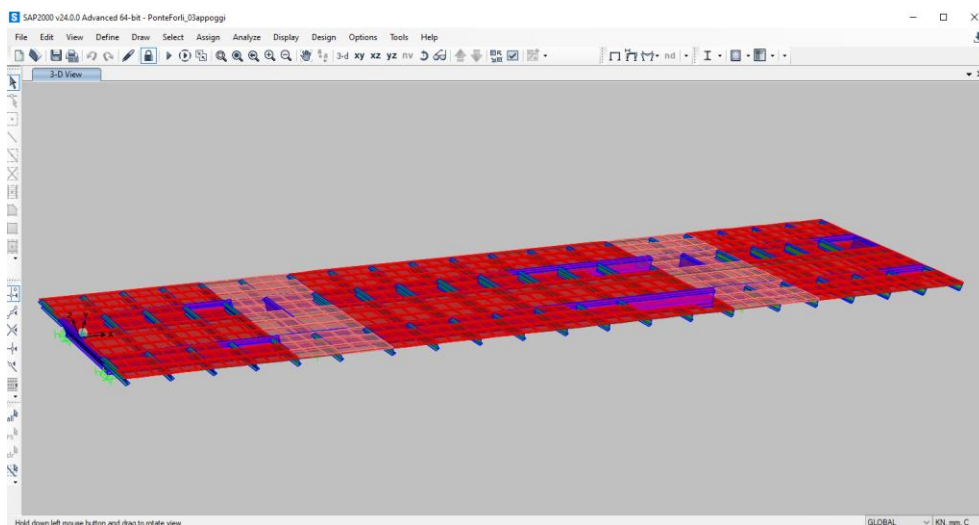 SAP2000 v24.0.0 Advanced 64-bit - PonteForli_03appoggi
File Edit View Define Draw Select Assign Analyze Display Design Options Tools Help
3-d xy xz yz nv nd
3-D View
all
Hold down left mouse button and drag to rotate view
GLOBAL KN, mm, C